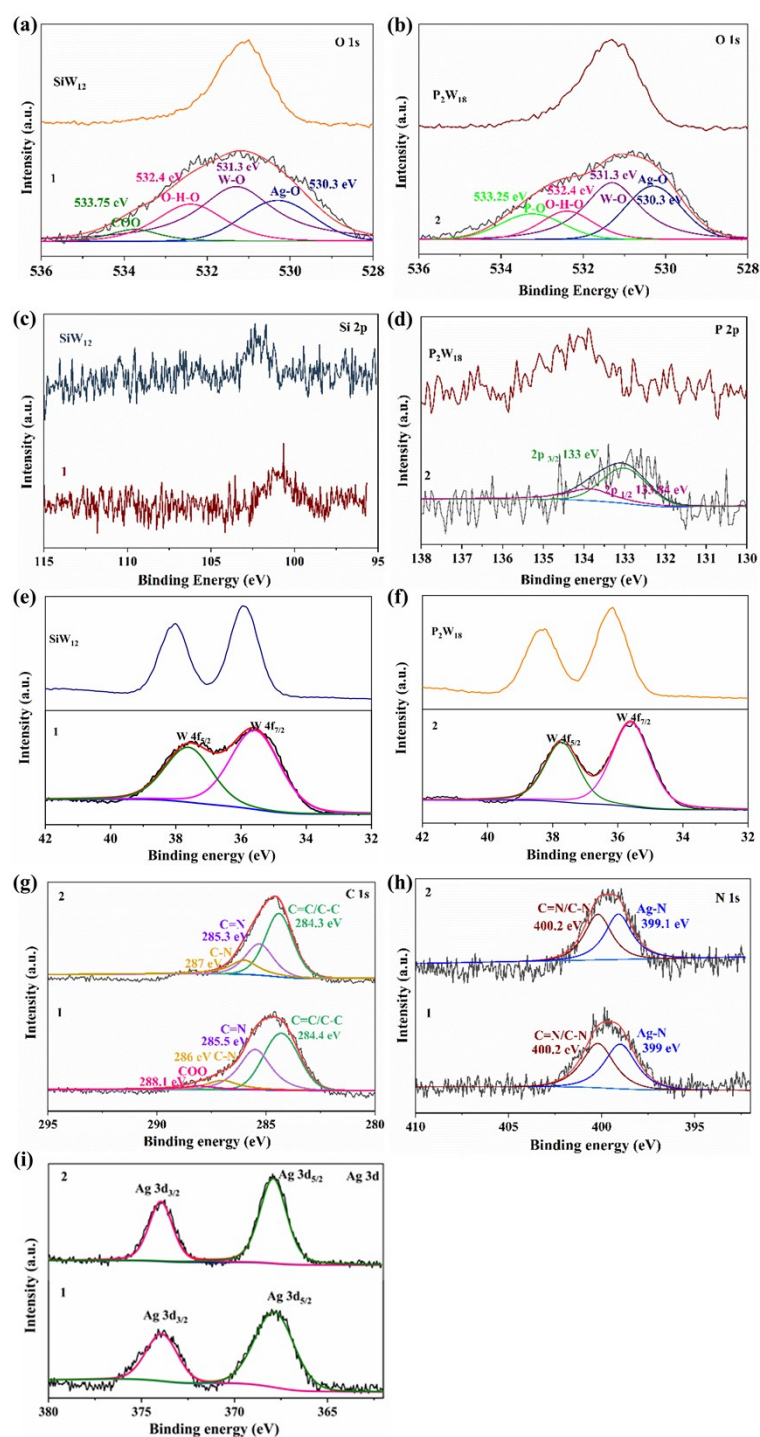 (a)
O 1s
SiW12
1
533.75 eV
COO
532.4 eV
O-H-O
531.3 eV
W-O
Ag-O
530.3 eV
Intensity (a.u.)
536 534 532 530 528
Binding Energy (eV)
(b)
O 1s
P2W18
2
533.25 eV
P-O
532.4 eV
O-H-O
531.3 eV
W-O
Ag-O
530.3 eV
Intensity (a.u.)
536 534 532 530 528
Binding Energy (eV)
(c)
Si 2p
SiW12
1
Intensity (a.u.)
115 110 105 100 95
Binding Energy (eV)
(d)
P 2p
P2W18
2
2p 3/2 133 eV
2p 1/2 133.84 eV
Intensity (a.u.)
138 137 136 135 134 133 132 131 130
Binding Energy (eV)
(e)
SiW12
1
W 4f5/2
W 4f7/2
Intensity (a.u.)
42 40 38 36 34 32
Binding energy (eV)
(f)
P2W18
2
W 4f5/2
W 4f7/2
Intensity (a.u.)
42 40 38 36 34 32
Binding energy (eV)
(g)
2
C 1s
C=C/C-C
284.3 eV
C=N
285.3 eV
C-N
287 eV
1
C=C/C-C
284.4 eV
C=N
285.5 eV
286 eV C-N
COO
288.1 eV
Intensity (a.u.)
295 290 285 280
Binding energy (eV)
(h)
2
N 1s
C=N/C-N
400.2 eV
Ag-N
399.1 eV
1
C=N/C-N
400.2 eV
Ag-N
399 eV
Intensity (a.u.)
410 405 400 395
Binding energy (eV)
(i)
2
Ag 3d3/2
Ag 3d5/2
Ag 3d
1
Ag 3d3/2
Ag 3d5/2
Intensity (a.u.)
380 375 370 365
Binding energy (eV)